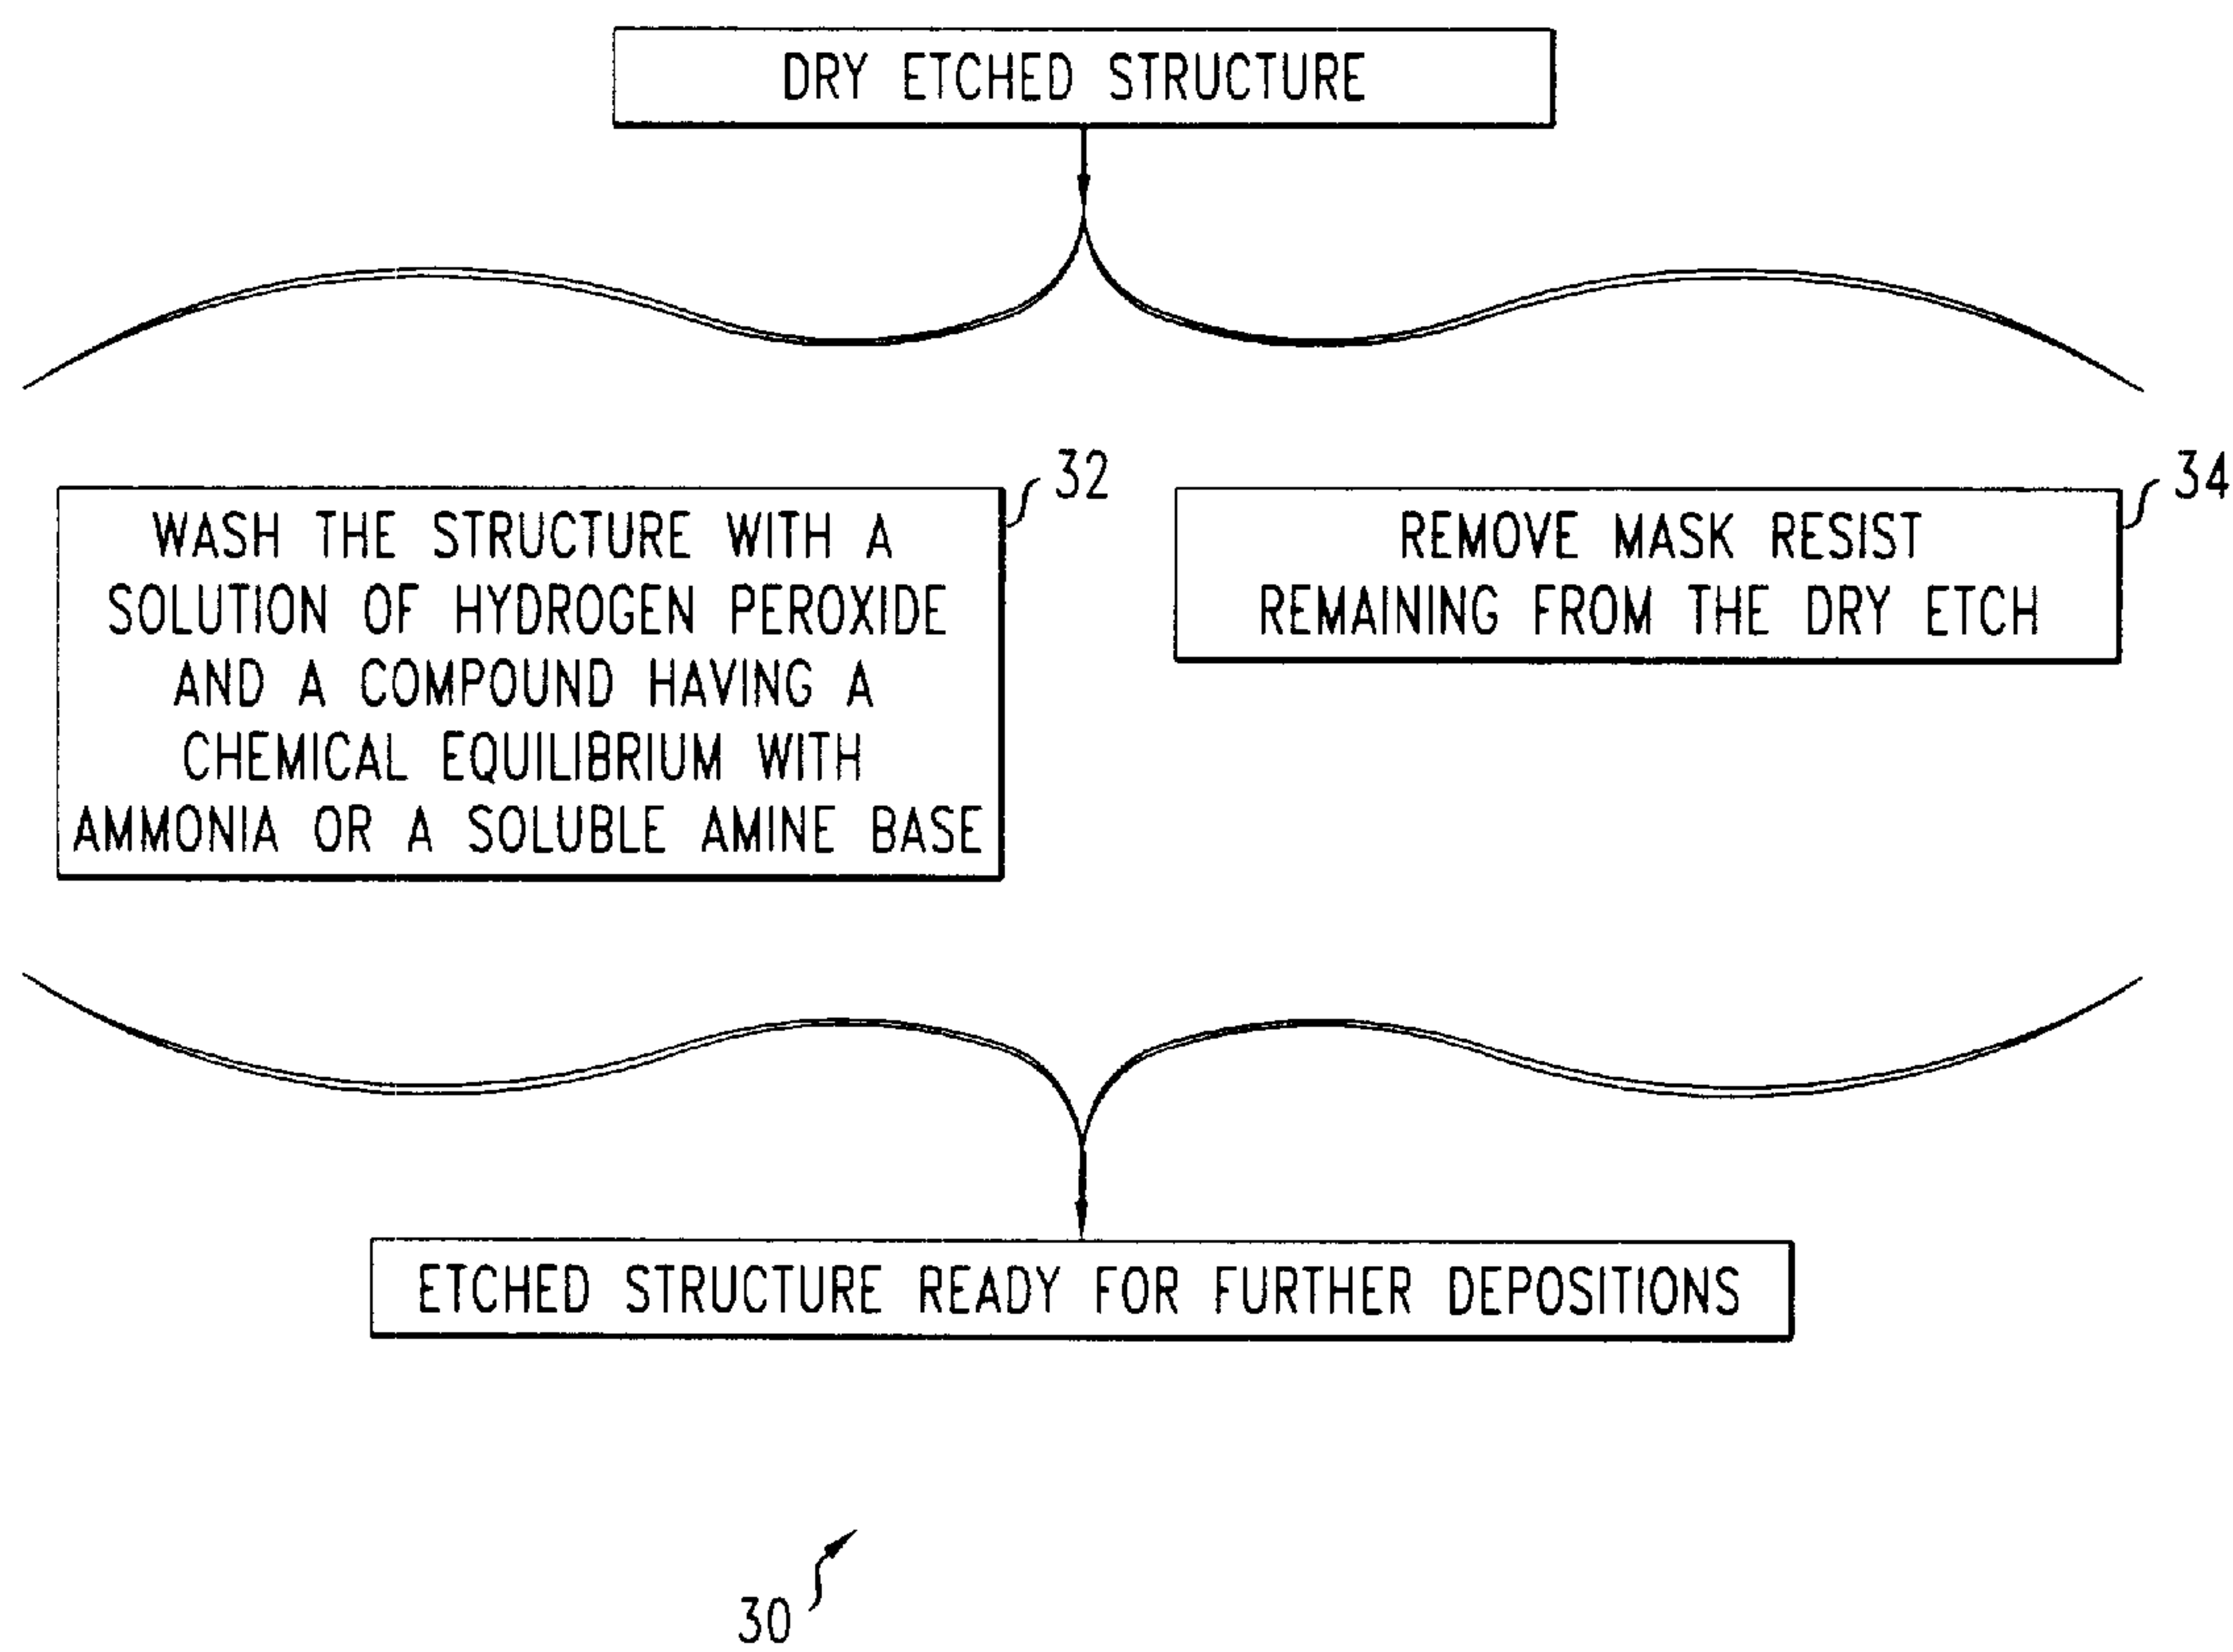 DRY ETCHED STRUCTURE
32
WASH THE STRUCTURE WITH A
SOLUTION OF HYDROGEN PEROXIDE
AND A COMPOUND HAVING A
CHEMICAL EQUILIBRIUM WITH
AMMONIA OR A SOLUBLE AMINE BASE
34
REMOVE MASK RESIST
REMAINING FROM THE DRY ETCH
ETCHED STRUCTURE READY FOR FURTHER DEPOSITIONS
30